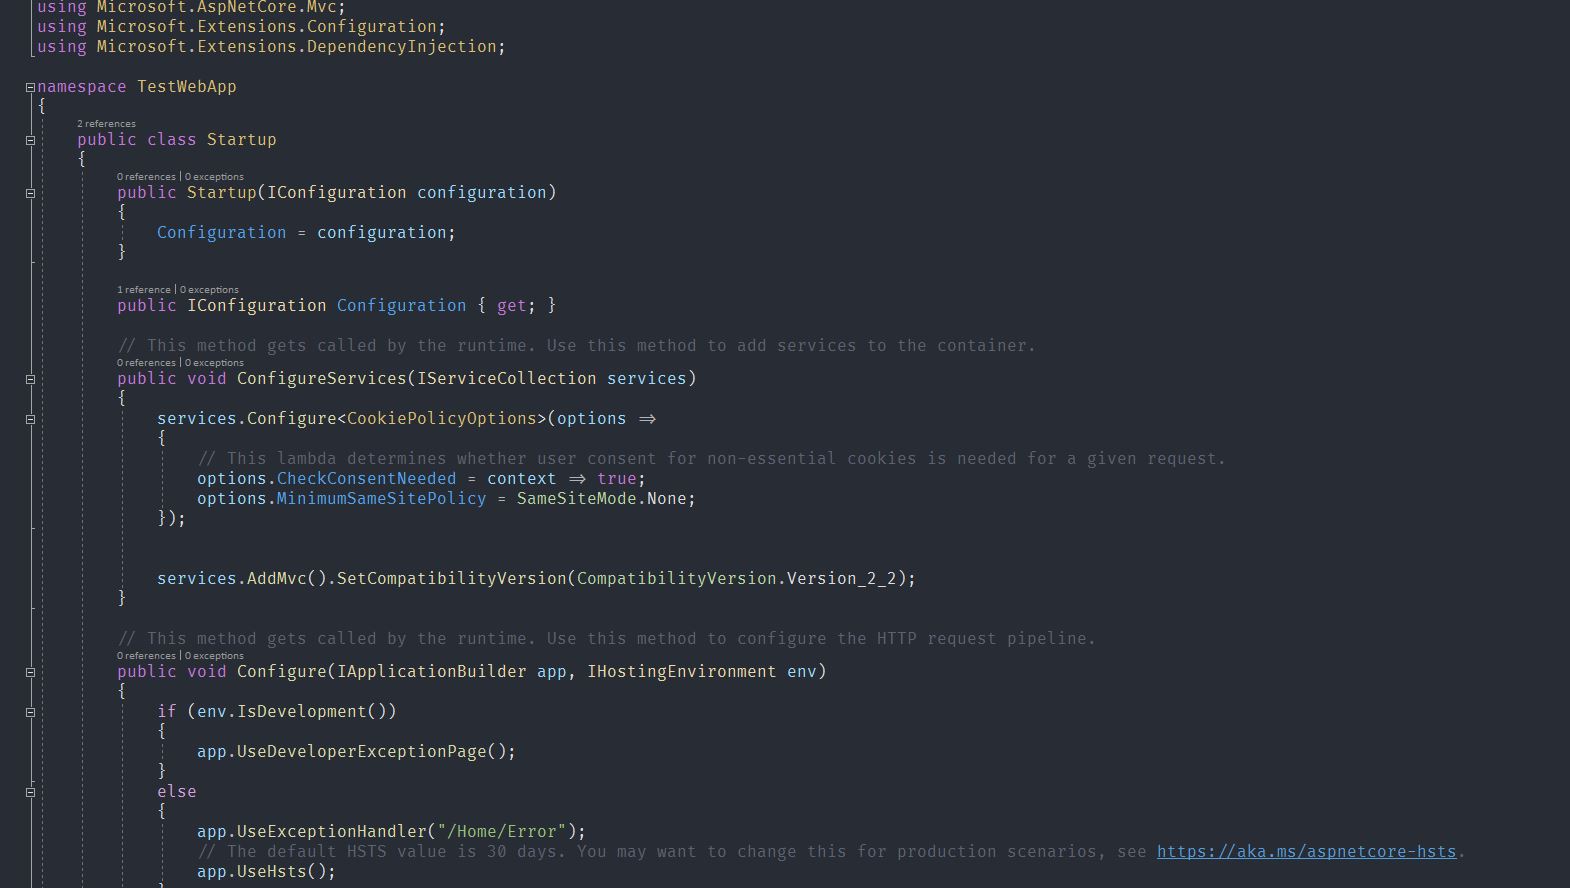 using Microsoft.AspNetCore.Mvc;
using Microsoft.Extensions.Configuration;
using Microsoft.Extensions.DependencyInjection;
namespace TestWebApp
{
2 references
public class Startup
{
0 references | 0 exceptions
public Startup(IConfiguration configuration)
{
Configuration = configuration;
}
1 reference | 0 exceptions
public IConfiguration Configuration { get; }
// This method gets called by the runtime. Use this method to add services to the container.
0 references | 0 exceptions
public void ConfigureServices(IServiceCollection services)
{
services.Configure<CookiePolicyOptions>(options =>
{
// This lambda determines whether user consent for non-essential cookies is needed for a given request.
options.CheckConsentNeeded = context => true;
options.MinimumSameSitePolicy = SameSiteMode.None;
});
services.AddMvc().SetCompatibilityVersion(CompatibilityVersion.Version_2_2);
}
// This method gets called by the runtime. Use this method to configure the HTTP request pipeline.
0 references | 0 exceptions
public void Configure(IApplicationBuilder app, IHostingEnvironment env)
{
if (env.IsDevelopment())
{
app.UseDeveloperExceptionPage();
}
else
{
app.UseExceptionHandler("/Home/Error");
// The default HSTS value is 30 days. You may want to change this for production scenarios, see https://aka.ms/aspnetcore-hsts.
app.UseHsts();
}